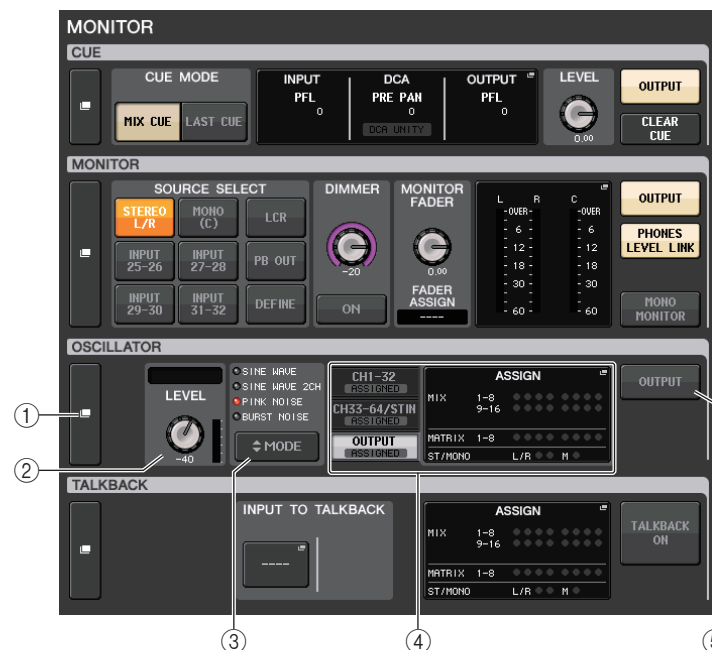 MONITOR
CUE
CUE MODE
MIX CUE
LAST CUE
INPUT
PFL
0
DCA
PRE PAN
0
DCA UNITY
OUTPUT
PFL
0
LEVEL
0.00
OUTPUT
CLEAR
CUE
MONITOR
SOURCE SELECT
STEREO
L/R
MONO
(C)
LCR
INPUT
25-26
INPUT
27-28
PB OUT
INPUT
29-30
INPUT
31-32
DEFINE
DIMMER
-20
ON
MONITOR
FADER
0.00
FADER
ASSIGN
----
L R C
-OVER- -OVER
- 6 - - 6
- 12 - - 12
- 18 - - 18
- 30 - - 30
- 60 - - 60
OUTPUT
PHONES
LEVEL LINK
MONO
MONITOR
OSCILLATOR
LEVEL
-40
SINE WAVE
SINE WAVE 2CH
PINK NOISE
BURST NOISE
MODE
CH1-32
ASSIGNED
CH33-64/STIN
ASSIGNED
OUTPUT
ASSIGNED
ASSIGN
MIX 1-8
9-16
MATRIX 1-8
ST/MONO L/R M
OUTPUT
TALKBACK
INPUT TO TALKBACK
----
ASSIGN
MIX 1-8
9-16
MATRIX 1-8
ST/MONO L/R M
TALKBACK
ON
①
②
③
④